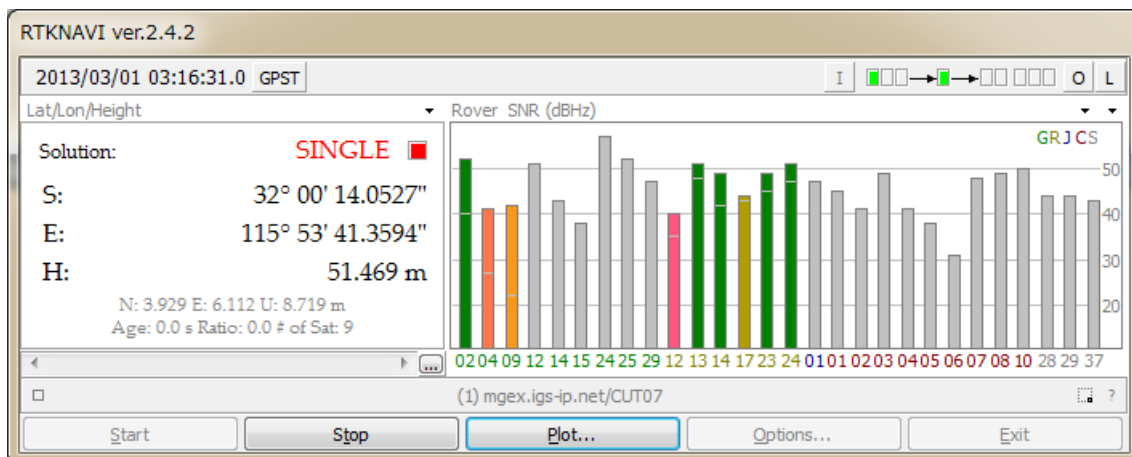 RTKNAVI ver.2.4.2
2013/03/01 03:16:31.0 GPST I O L
Lat/Lon/Height Rover SNR (dBHz)
Solution: SINGLE
GRJCS
S: 32° 00' 14.0527"
E: 115° 53' 41.3594"
H: 51.469 m
N: 3.929 E: 6.112 U: 8.719 m
Age: 0.0 s Ratio: 0.0 # of Sat: 9
50
40
30
20
... 02 04 09 12 14 15 24 25 29 12 13 14 17 23 24 01 01 02 03 04 05 06 07 08 10 28 29 37
(1) mgex.igs-ip.net/CUT07 ?
Start Stop Plot... Options... Exit